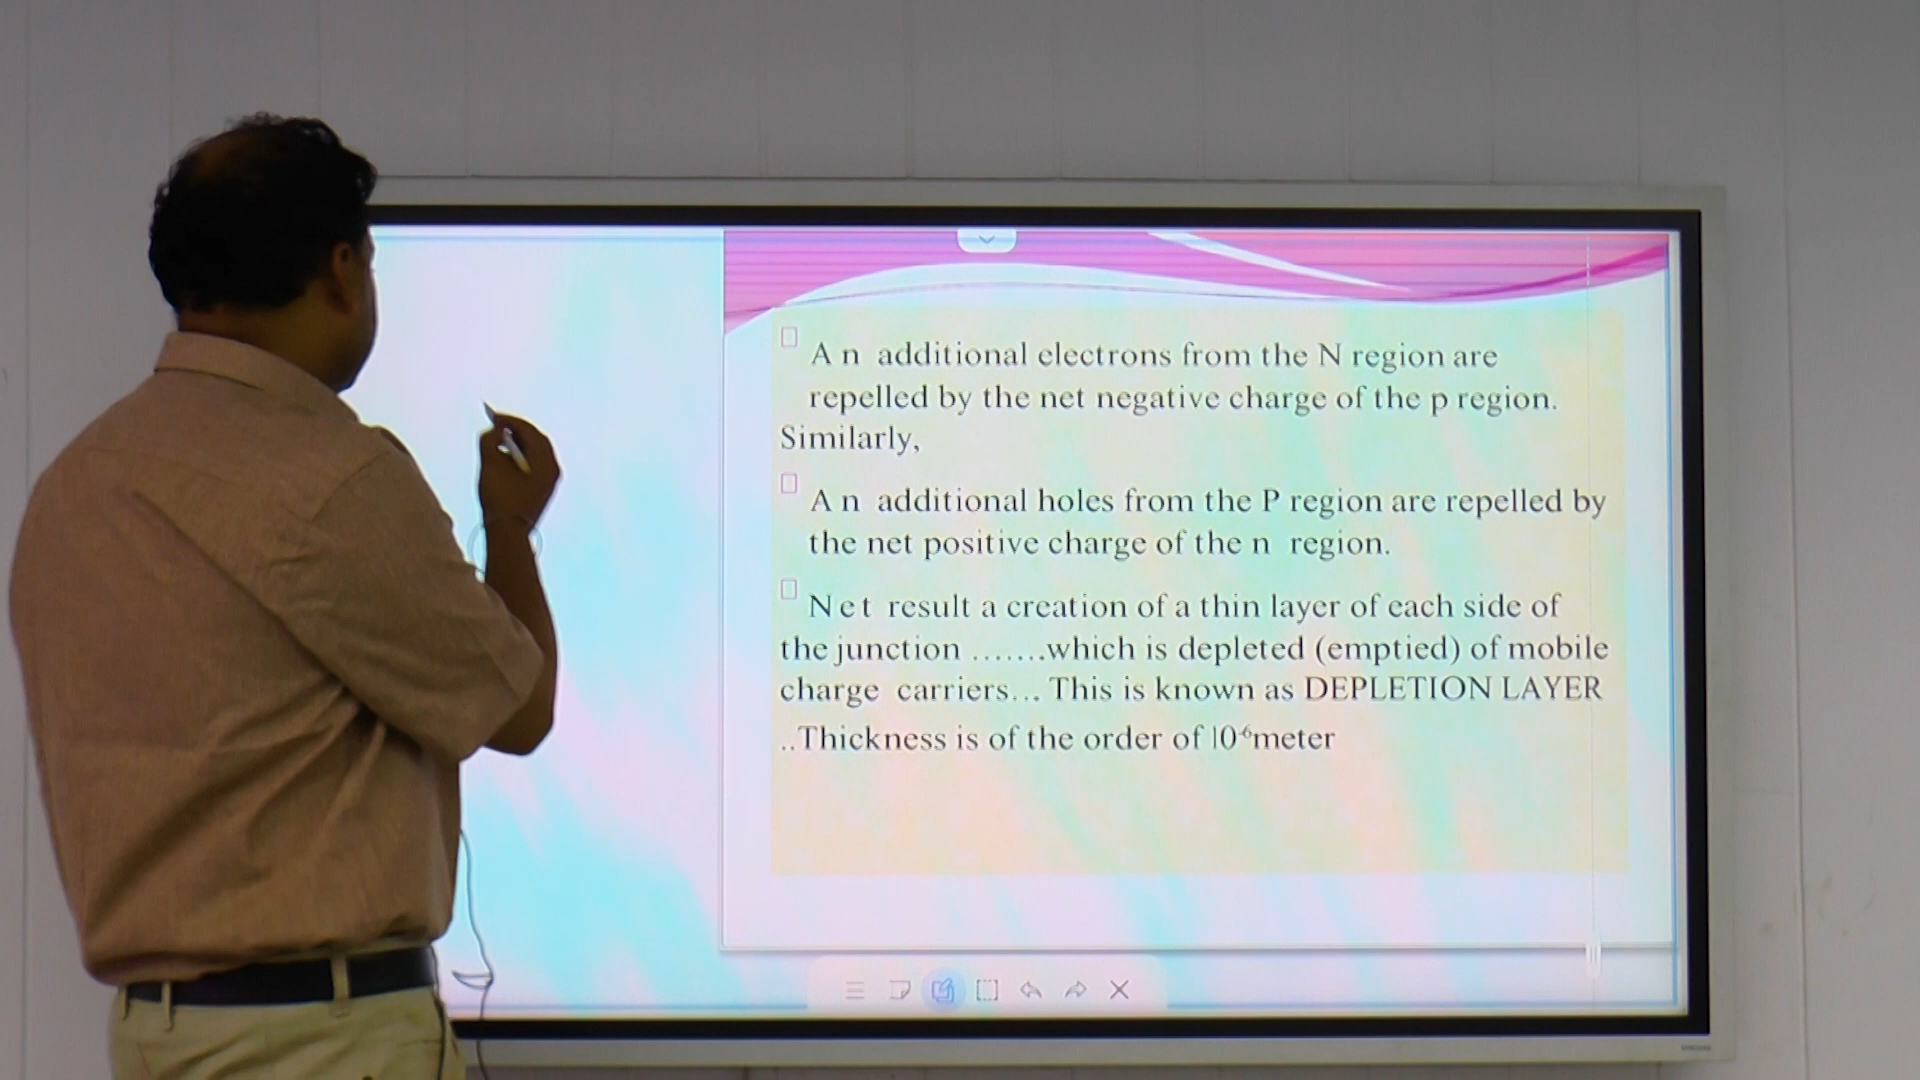 An additional electrons from the N region are
repelled by the net negative charge of the p region.
Similarly,
An additional holes from the P region are repelled by
the net positive charge of the n region.
Net result a creation of a thin layer of each side of
the junction .......which is depleted (emptied) of mobile
charge carriers... This is known as DEPLETION LAYER
..Thickness is of the order of 10⁻⁶meter